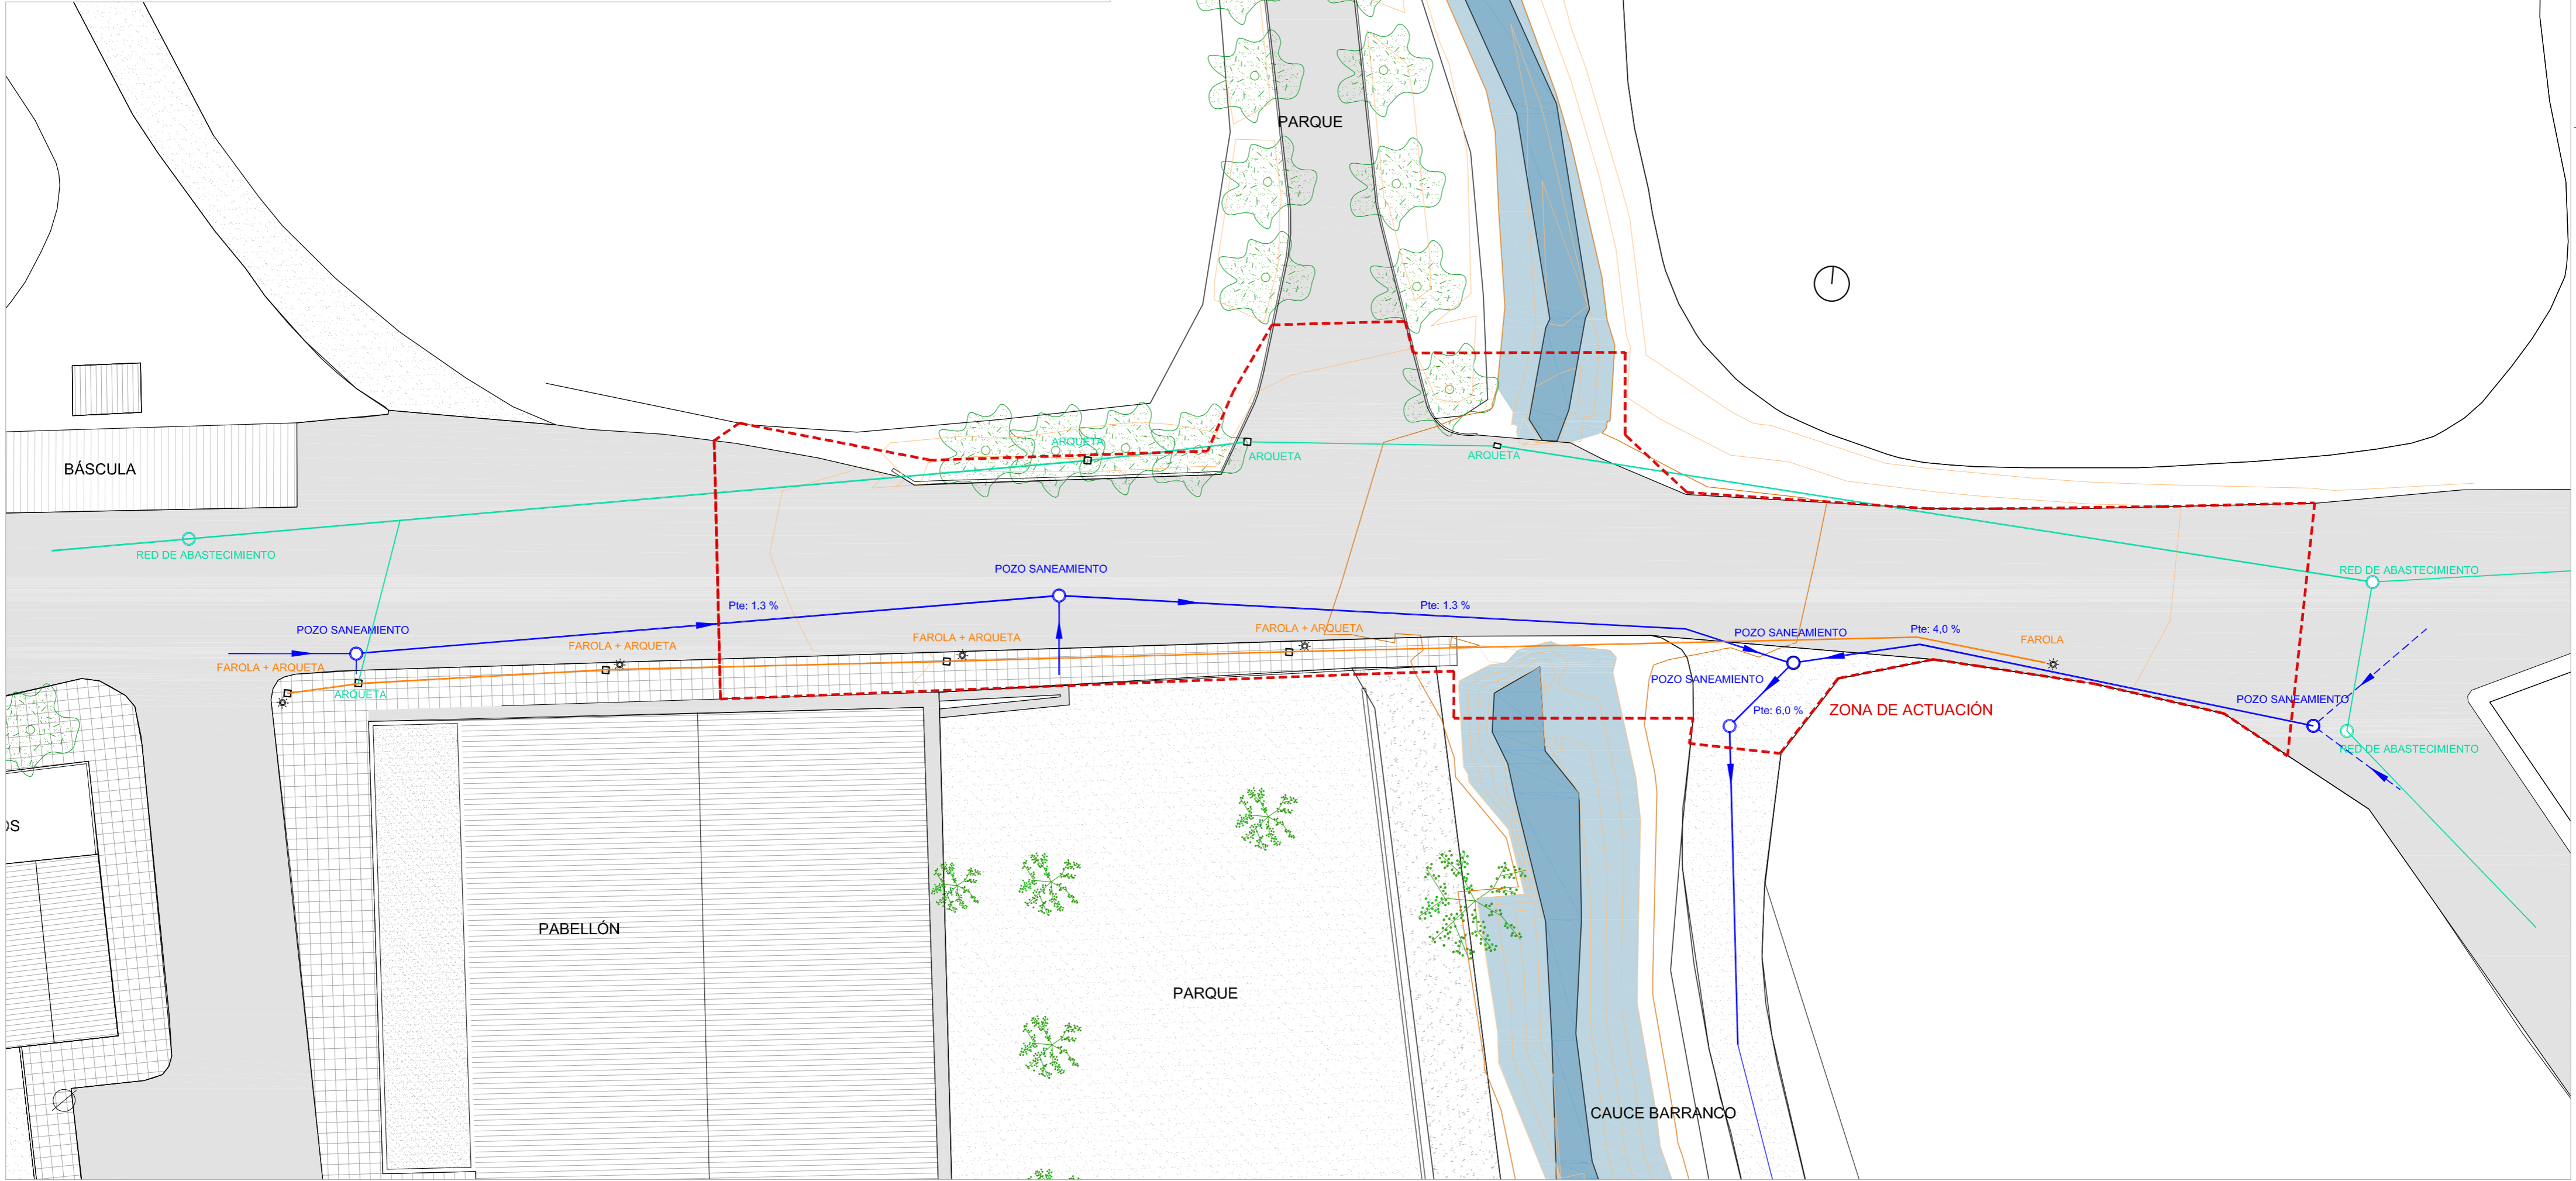 PARQUE
ARQUETA
ARQUETA
ARQUETA
BÁSCULA
RED DE ABASTECIMIENTO
POZO SANEAMIENTO
RED DE ABASTECIMIENTO
Pte: 1.3 %
Pte: 1.3 %
POZO SANEAMIENTO
FAROLA + ARQUETA
FAROLA + ARQUETA
FAROLA + ARQUETA
FAROLA + ARQUETA
POZO SANEAMIENTO
Pte: 4,0 %
FAROLA
ARQUETA
POZO SANEAMIENTO
POZO SANEAMIENTO
Pte: 6,0 %
ZONA DE ACTUACIÓN
RED DE ABASTECIMIENTO
OS
PABELLÓN
PARQUE
CAUCE BARRANCO